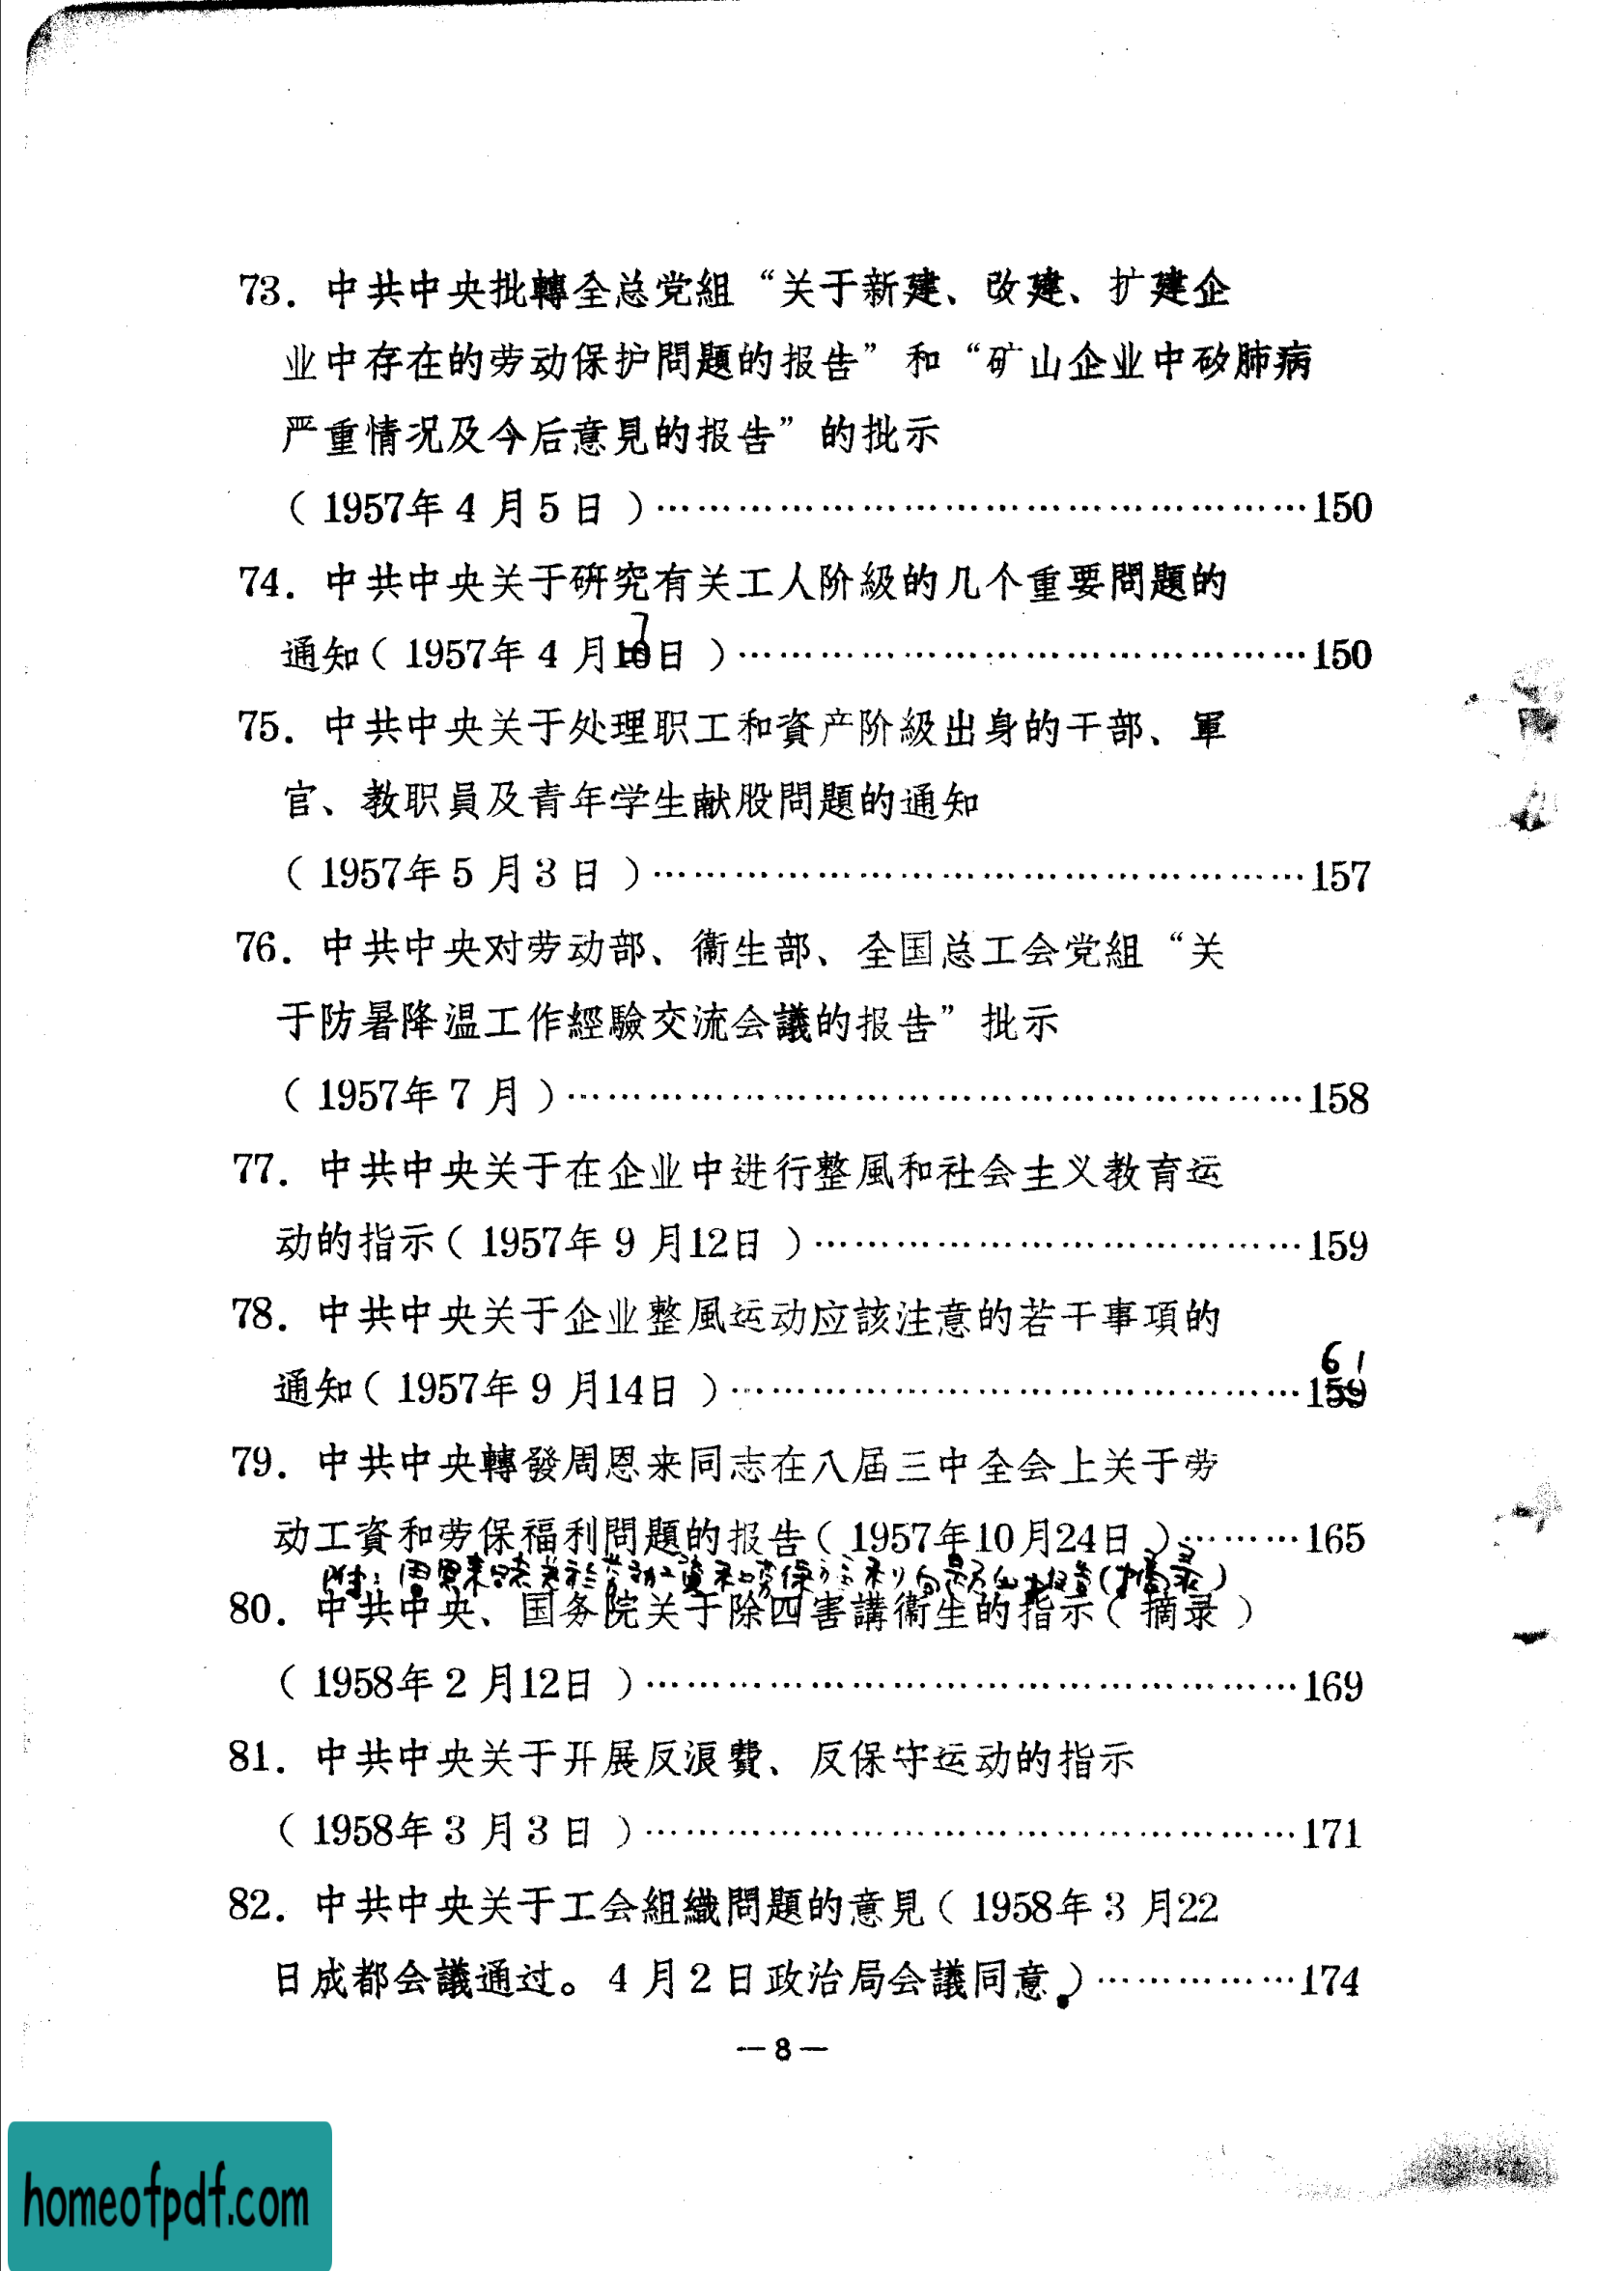 73. 中共中央批轉全总党組“关于新建、改建、扩建企
业中存在的劳动保护問題的报告”和“矿山企业中矽肺病
严重情况及今后意見的报告”的批示
（1957年4月5日）……………………………………………150
74. 中共中央关于研究有关工人阶級的几个重要問題的
7
通知（1957年4月10日）………………………………………150
75. 中共中央关于处理职工和資产阶級出身的干部、軍
官、教职員及青年学生献股問題的通知
（1957年5月3日）……………………………………………157
76. 中共中央对劳动部、衞生部、全国总工会党組“关
于防暑降温工作經驗交流会議的报告”批示
（1957年7月）…………………………………………………158
77. 中共中央关于在企业中进行整風和社会主义教育运
动的指示（1957年9月12日）…………………………………159
78. 中共中央关于企业整風运动应該注意的若干事項的
61
通知（1957年9月14日）………………………………………159
79. 中共中央轉發周恩来同志在八届三中全会上关于劳
动工資和劳保福利問題的报告（1957年10月24日）………165
附：周恩来 关於劳动工資和劳保福利问题的报告（摘录）
80. 中共中央、国务院关于除四害講衞生的指示（摘录）
（1958年2月12日）……………………………………………169
81. 中共中央关于开展反浪費、反保守运动的指示
（1958年3月3日）……………………………………………171
82. 中共中央关于工会組織問題的意見（1958年3月22
日成都会議通过。4月2日政治局会議同意。）……………174
—8—
homeofpdf.com